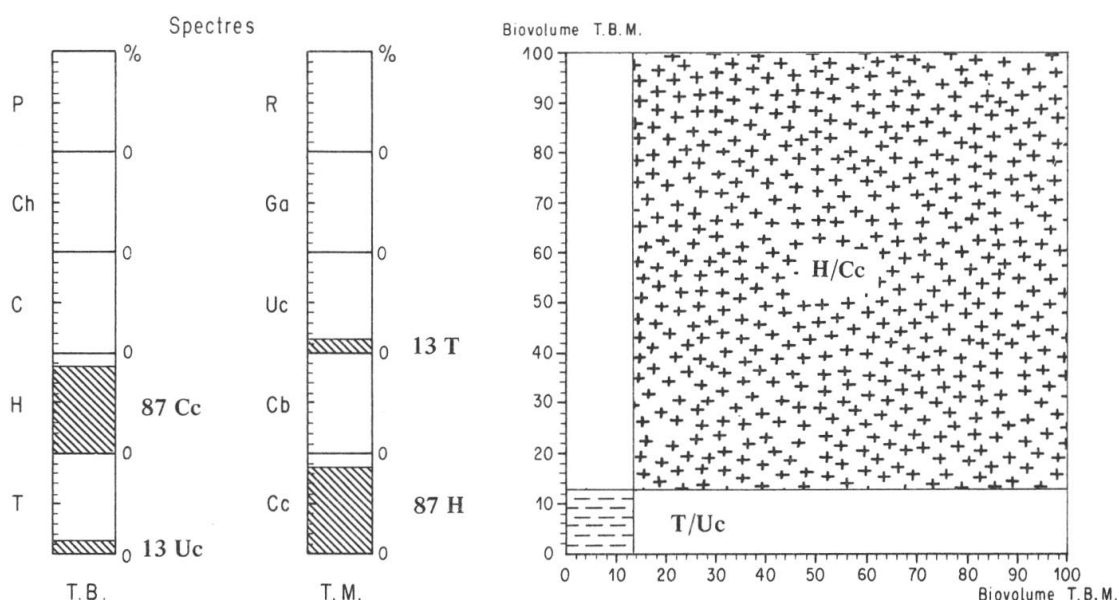 Spectres
%
P
0
Ch
0
C
0
H
87 Cc
0
T
13 Uc
0
T.B.
%
R
0
Ga
0
Uc
13 T
0
Cb
0
Cc
87 H
0
T.M.
Biovolume T.B.M.
100
90
80
70
60
50
40
30
20
10
0
H/Cc
T/Uc
0 10 20 30 40 50 60 70 80 90 100
Biovolume T.B.M.